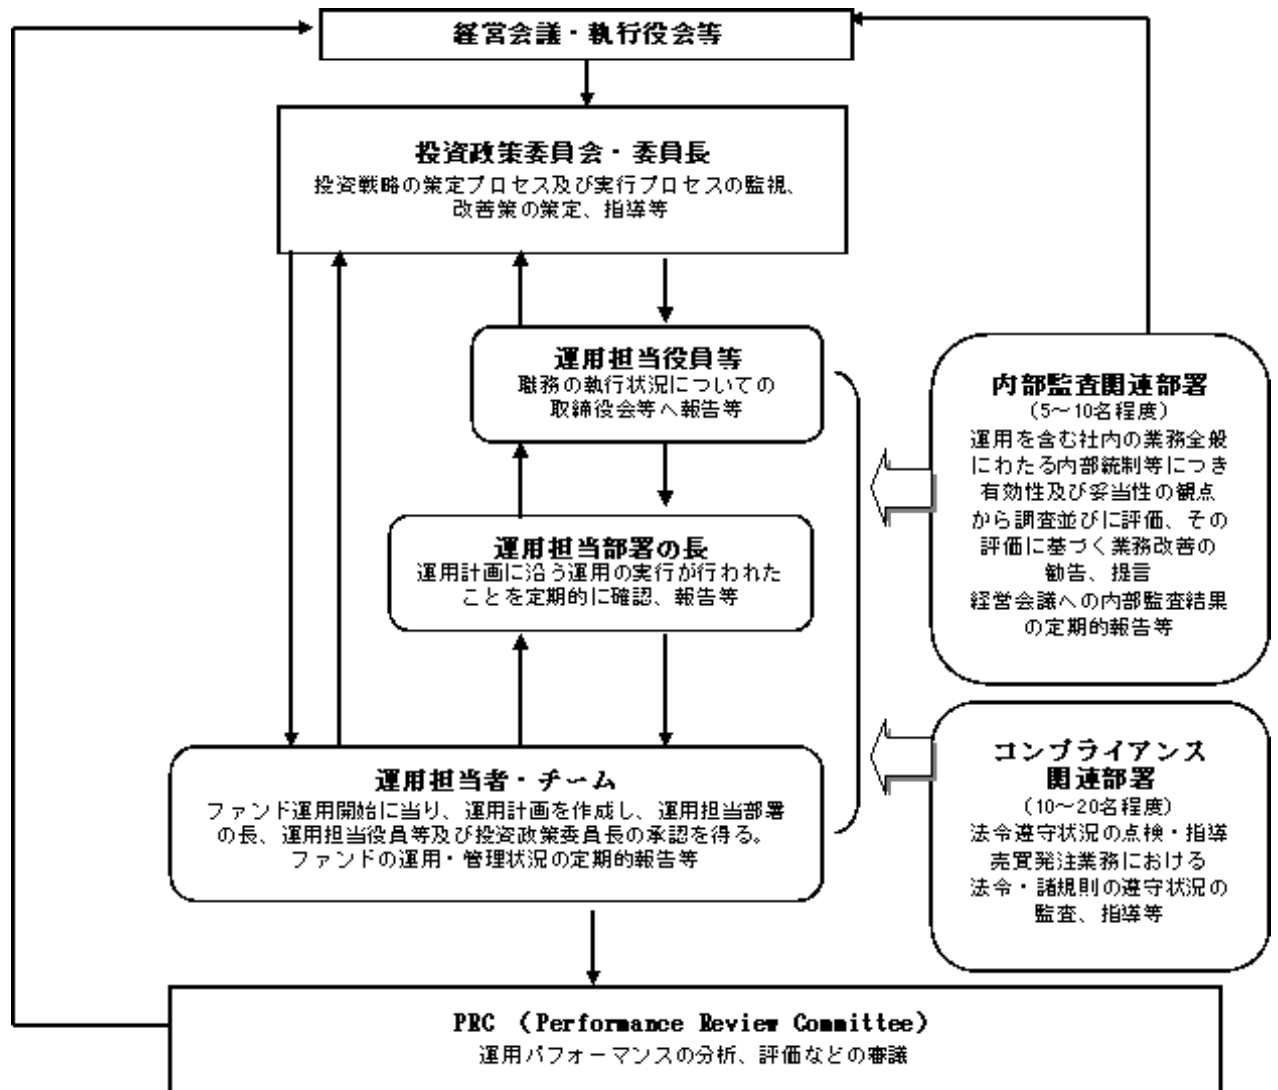 経営会議・執行役会等
投資政策委員会・委員長
投資戦略の策定プロセス及び実行プロセスの監視、
改善策の策定、指導等
運用担当役員等
職務の執行状況についての
取締役会等へ報告等
運用担当部署の長
運用計画に沿う運用の実行が行われた
ことを定期的に確認、報告等
運用担当者・チーム
ファンド運用開始に当り、運用計画を作成し、運用担当部署
の長、運用担当役員等及び投資政策委員長の承認を得る。
ファンドの運用・管理状況の定期的報告等
内部監査関連部署
（5～10名程度）
運用を含む社内の業務全般
にわたる内部統制等につき
有効性及び妥当性の観点
から調査並びに評価、その
評価に基づく業務改善の
勧告、提言
経営会議への内部監査結果
の定期的報告等
コンプライアンス
関連部署
（10～20名程度）
法令遵守状況の点検・指導
売買発注業務における
法令・諸規則の遵守状況の
監査、指導等
PRC （Performance Review Committee）
運用パフォーマンスの分析、評価などの審議